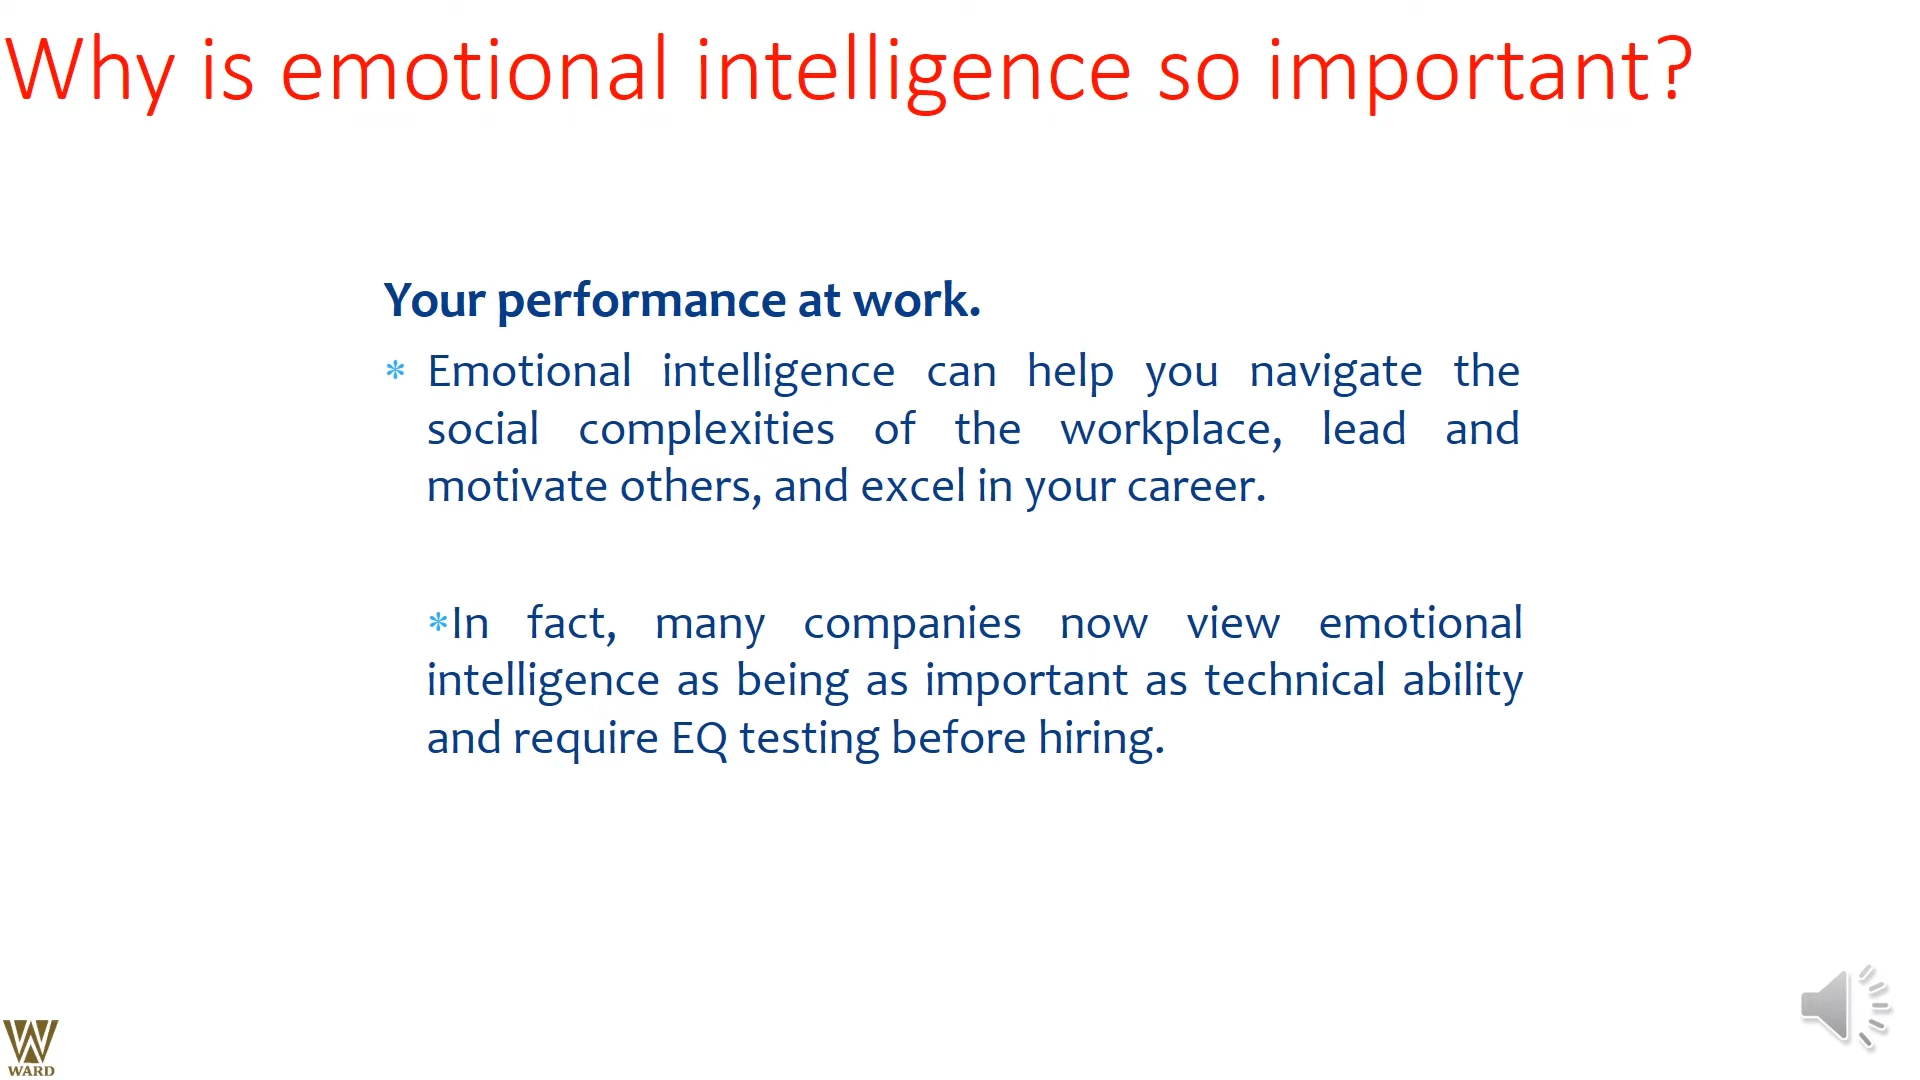 Why is emotional intelligence so important?
Your performance at work.
* Emotional intelligence can help you navigate the
social complexities of the workplace, lead and
motivate others, and excel in your career.
*In fact, many companies now view emotional
intelligence as being as important as technical ability
and require EQ testing before hiring.
W
WARD